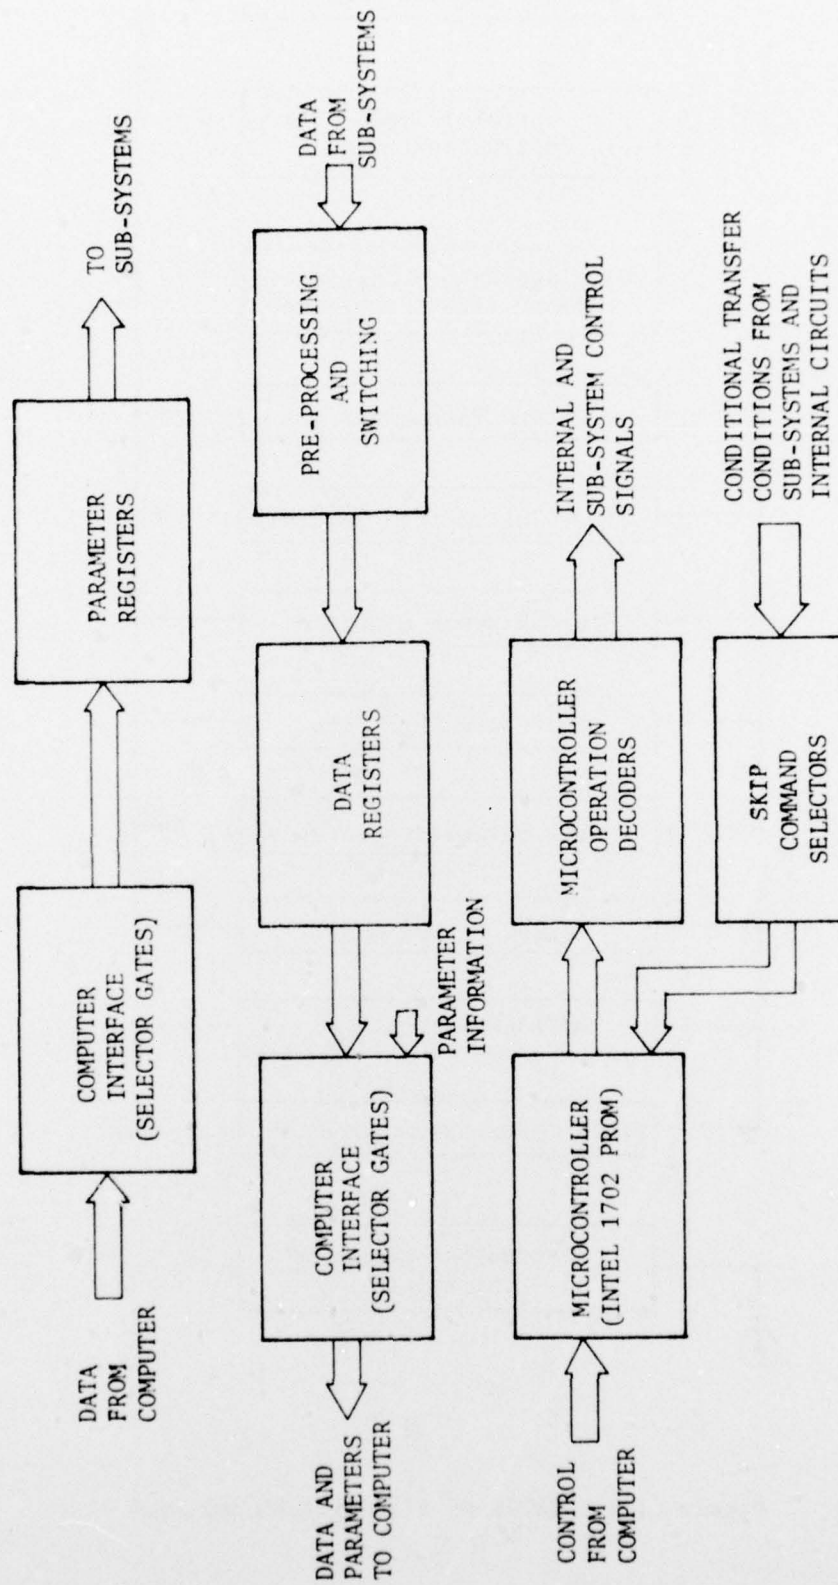 DATA
FROM
COMPUTER
COMPUTER
INTERFACE
(SELECTOR GATES)
PARAMETER
REGISTERS
TO
SUB-SYSTEMS
DATA AND
PARAMETERS
TO COMPUTER
COMPUTER
INTERFACE
(SELECTOR GATES)
PARAMETER
INFORMATION
DATA
REGISTERS
PRE-PROCESSING
AND
SWITCHING
DATA
FROM
SUB-SYSTEMS
CONTROL
FROM
COMPUTER
MICROCONTROLLER
(INTEL 1702 PROM)
MICROCONTROLLER
OPERATION
DECODERS
INTERNAL AND
SUB-SYSTEM CONTROL
SIGNALS
SKIP
COMMAND
SELECTORS
CONDITIONAL TRANSFER
CONDITIONS FROM
SUB-SYSTEMS AND
INTERNAL CIRCUITS